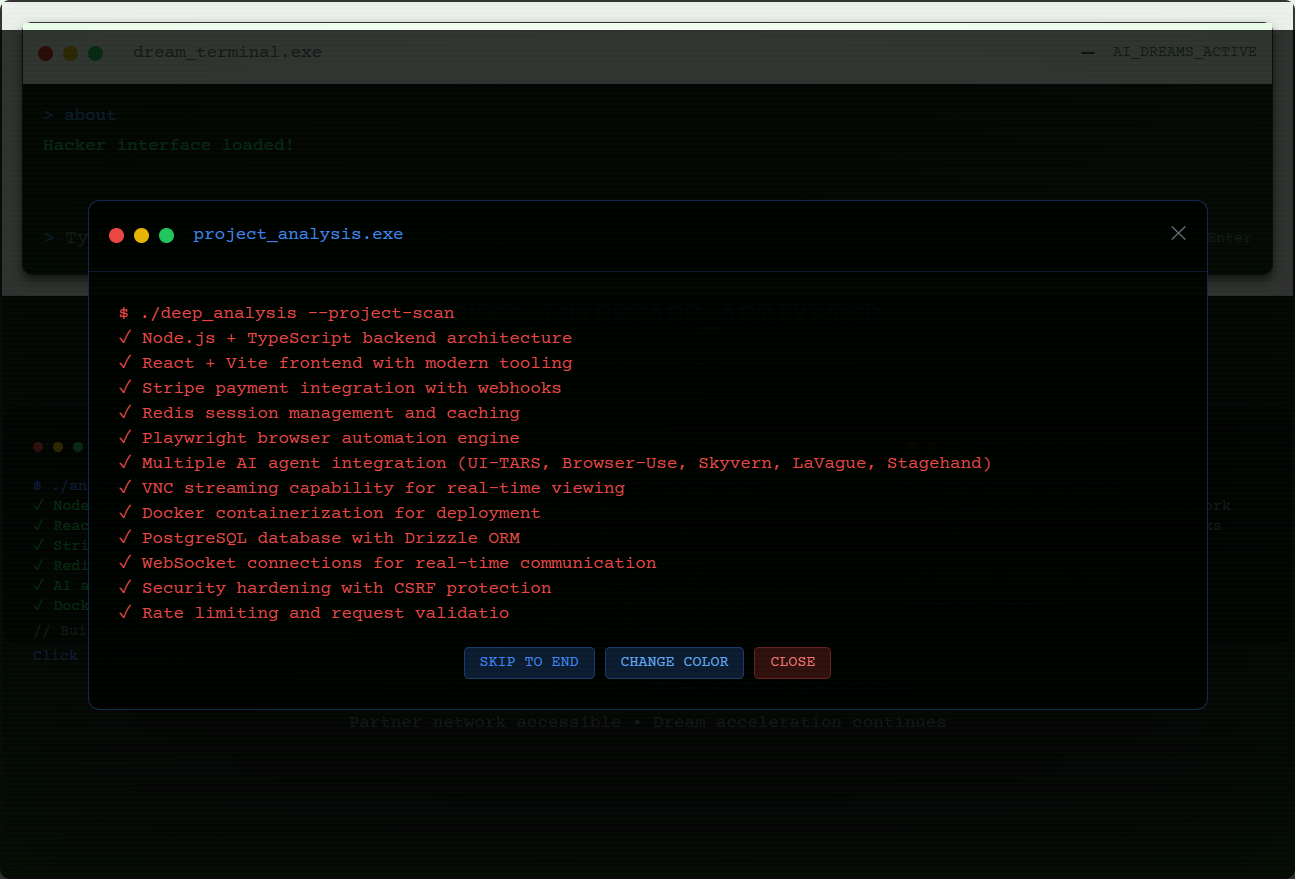 dream_terminal.exe
AI_DREAMS_ACTIVE
> about
Hacker interface loaded!
> Ty
Enter
project_analysis.exe
$ ./deep_analysis --project-scan
✓ Node.js + TypeScript backend architecture
✓ React + Vite frontend with modern tooling
✓ Stripe payment integration with webhooks
✓ Redis session management and caching
✓ Playwright browser automation engine
✓ Multiple AI agent integration (UI-TARS, Browser-Use, Skyvern, LaVague, Stagehand)
✓ VNC streaming capability for real-time viewing
✓ Docker containerization for deployment
✓ PostgreSQL database with Drizzle ORM
✓ WebSocket connections for real-time communication
✓ Security hardening with CSRF protection
✓ Rate limiting and request validatio
SKIP TO END
CHANGE COLOR
CLOSE
$ ./an
✓ Node
✓ Reac
✓ Stri
✓ Redi
✓ AI a
✓ Dock
// Bui
Click
ork
ks
Partner network accessible • Dream acceleration continues